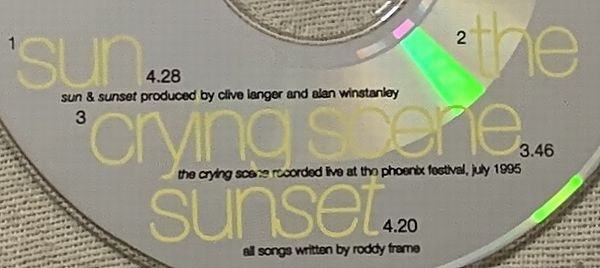 1 sun 4.28 2 the
sun & sunset produced by clive langer and alan winstanley
3 crying scene 3.46
the crying scene recorded live at the phoenix festival, july 1995
sunset 4.20
all songs written by roddy frame